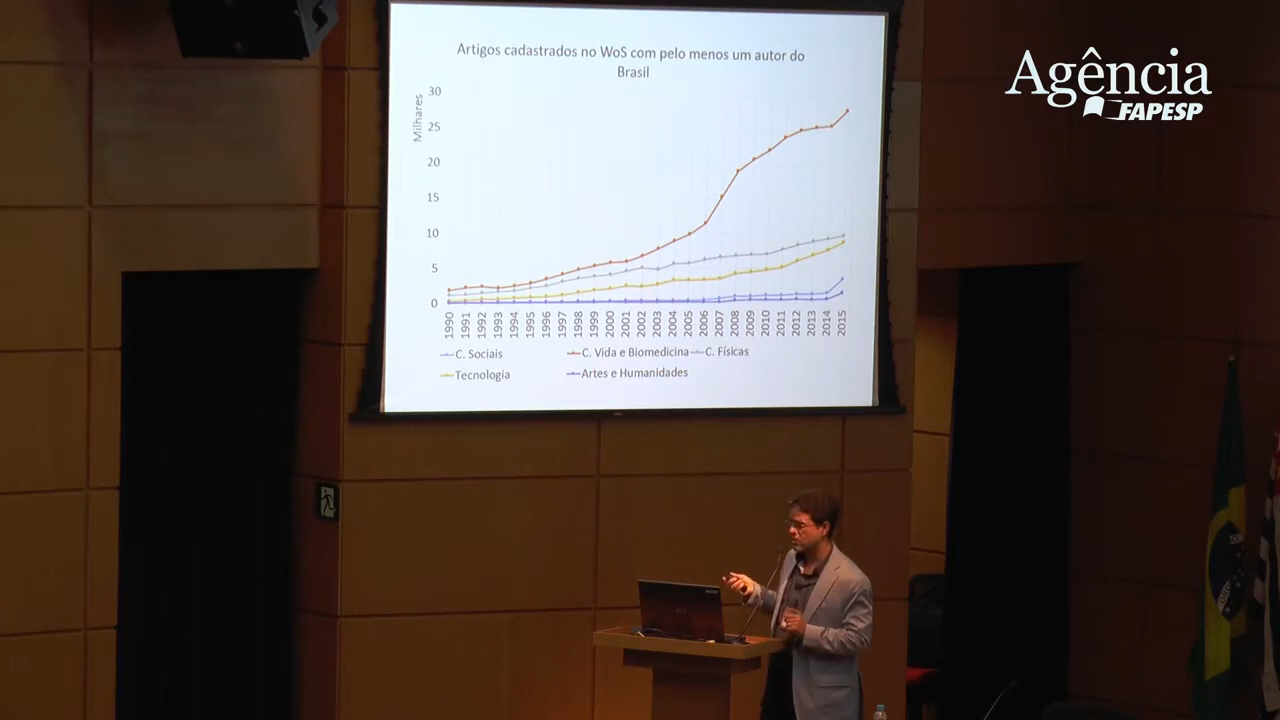 Artigos cadastrados no WoS com pelo menos um autor do
Brasil
Milhares
30
25
20
15
10
5
0
1990 1991 1992 1993 1994 1995 1996 1997 1998 1999 2000 2001 2002 2003 2004 2005 2006 2007 2008 2009 2010 2011 2012 2013 2014 2015
C. Sociais C. Vida e Biomedicina C. Físicas
Tecnologia Artes e Humanidades
Agência
FAPESP